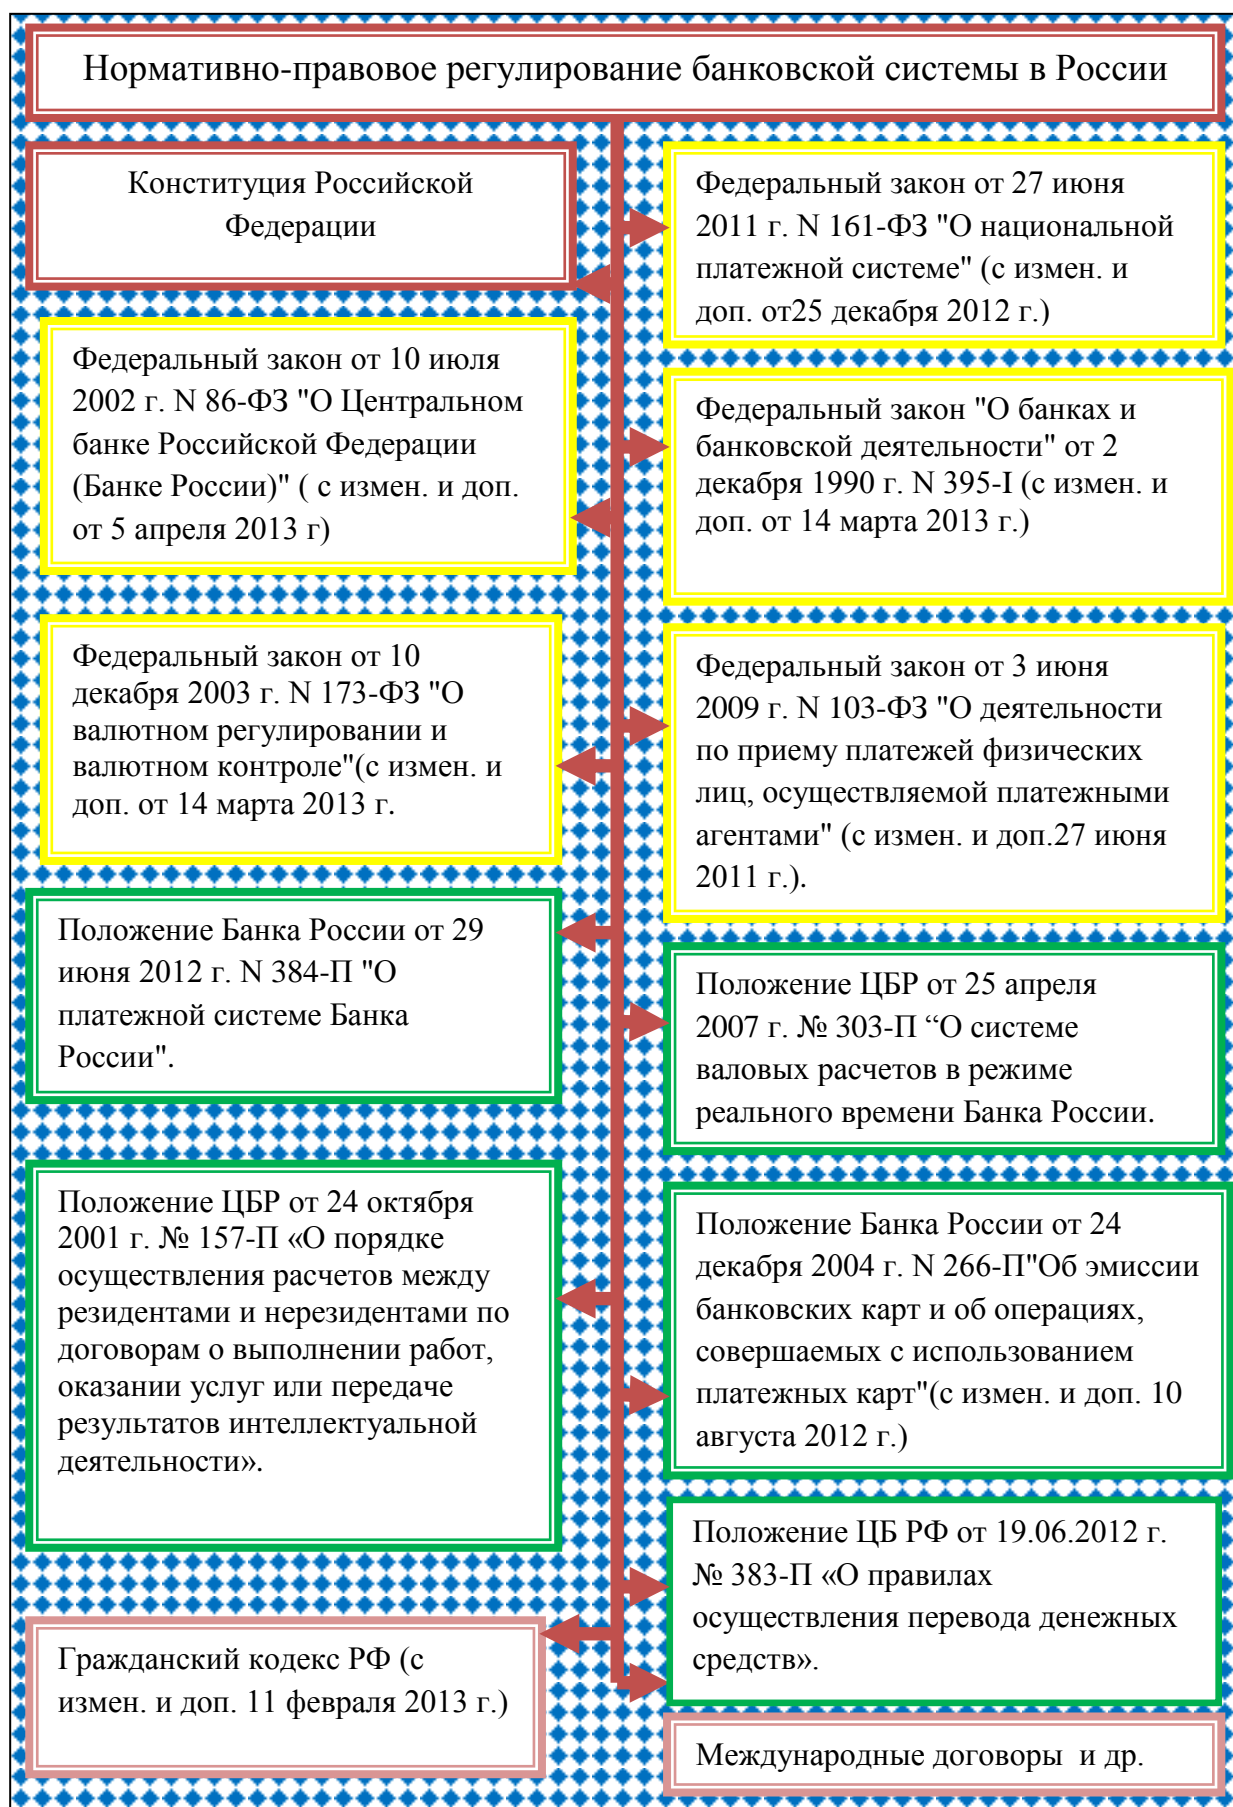 Нормативно-правовое регулирование банковской системы в России
Конституция Российской
Федерации
Федеральный закон от 27 июня
2011 г. N 161-ФЗ "О национальной
платежной системе" (с измен. и
доп. от25 декабря 2012 г.)
Федеральный закон от 10 июля
2002 г. N 86-ФЗ "О Центральном
банке Российской Федерации
(Банке России)" ( с измен. и доп.
от 5 апреля 2013 г)
Федеральный закон "О банках и
банковской деятельности" от 2
декабря 1990 г. N 395-I (с измен. и
доп. от 14 марта 2013 г.)
Федеральный закон от 10
декабря 2003 г. N 173-ФЗ "О
валютном регулировании и
валютном контроле"(с измен. и
доп. от 14 марта 2013 г.
Федеральный закон от 3 июня
2009 г. N 103-ФЗ "О деятельности
по приему платежей физических
лиц, осуществляемой платежными
агентами" (с измен. и доп.27 июня
2011 г.).
Положение Банка России от 29
июня 2012 г. N 384-П "О
платежной системе Банка
России".
Положение ЦБР от 25 апреля
2007 г. № 303-П “О системе
валовых расчетов в режиме
реального времени Банка России.
Положение ЦБР от 24 октября
2001 г. № 157-П «О порядке
осуществления расчетов между
резидентами и нерезидентами по
договорам о выполнении работ,
оказании услуг или передаче
результатов интеллектуальной
деятельности».
Положение Банка России от 24
декабря 2004 г. N 266-П"Об эмиссии
банковских карт и об операциях,
совершаемых с использованием
платежных карт"(с измен. и доп. 10
августа 2012 г.)
Положение ЦБ РФ от 19.06.2012 г.
№ 383-П «О правилах
осуществления перевода денежных
средств».
Гражданский кодекс РФ (с
измен. и доп. 11 февраля 2013 г.)
Международные договоры  и др.